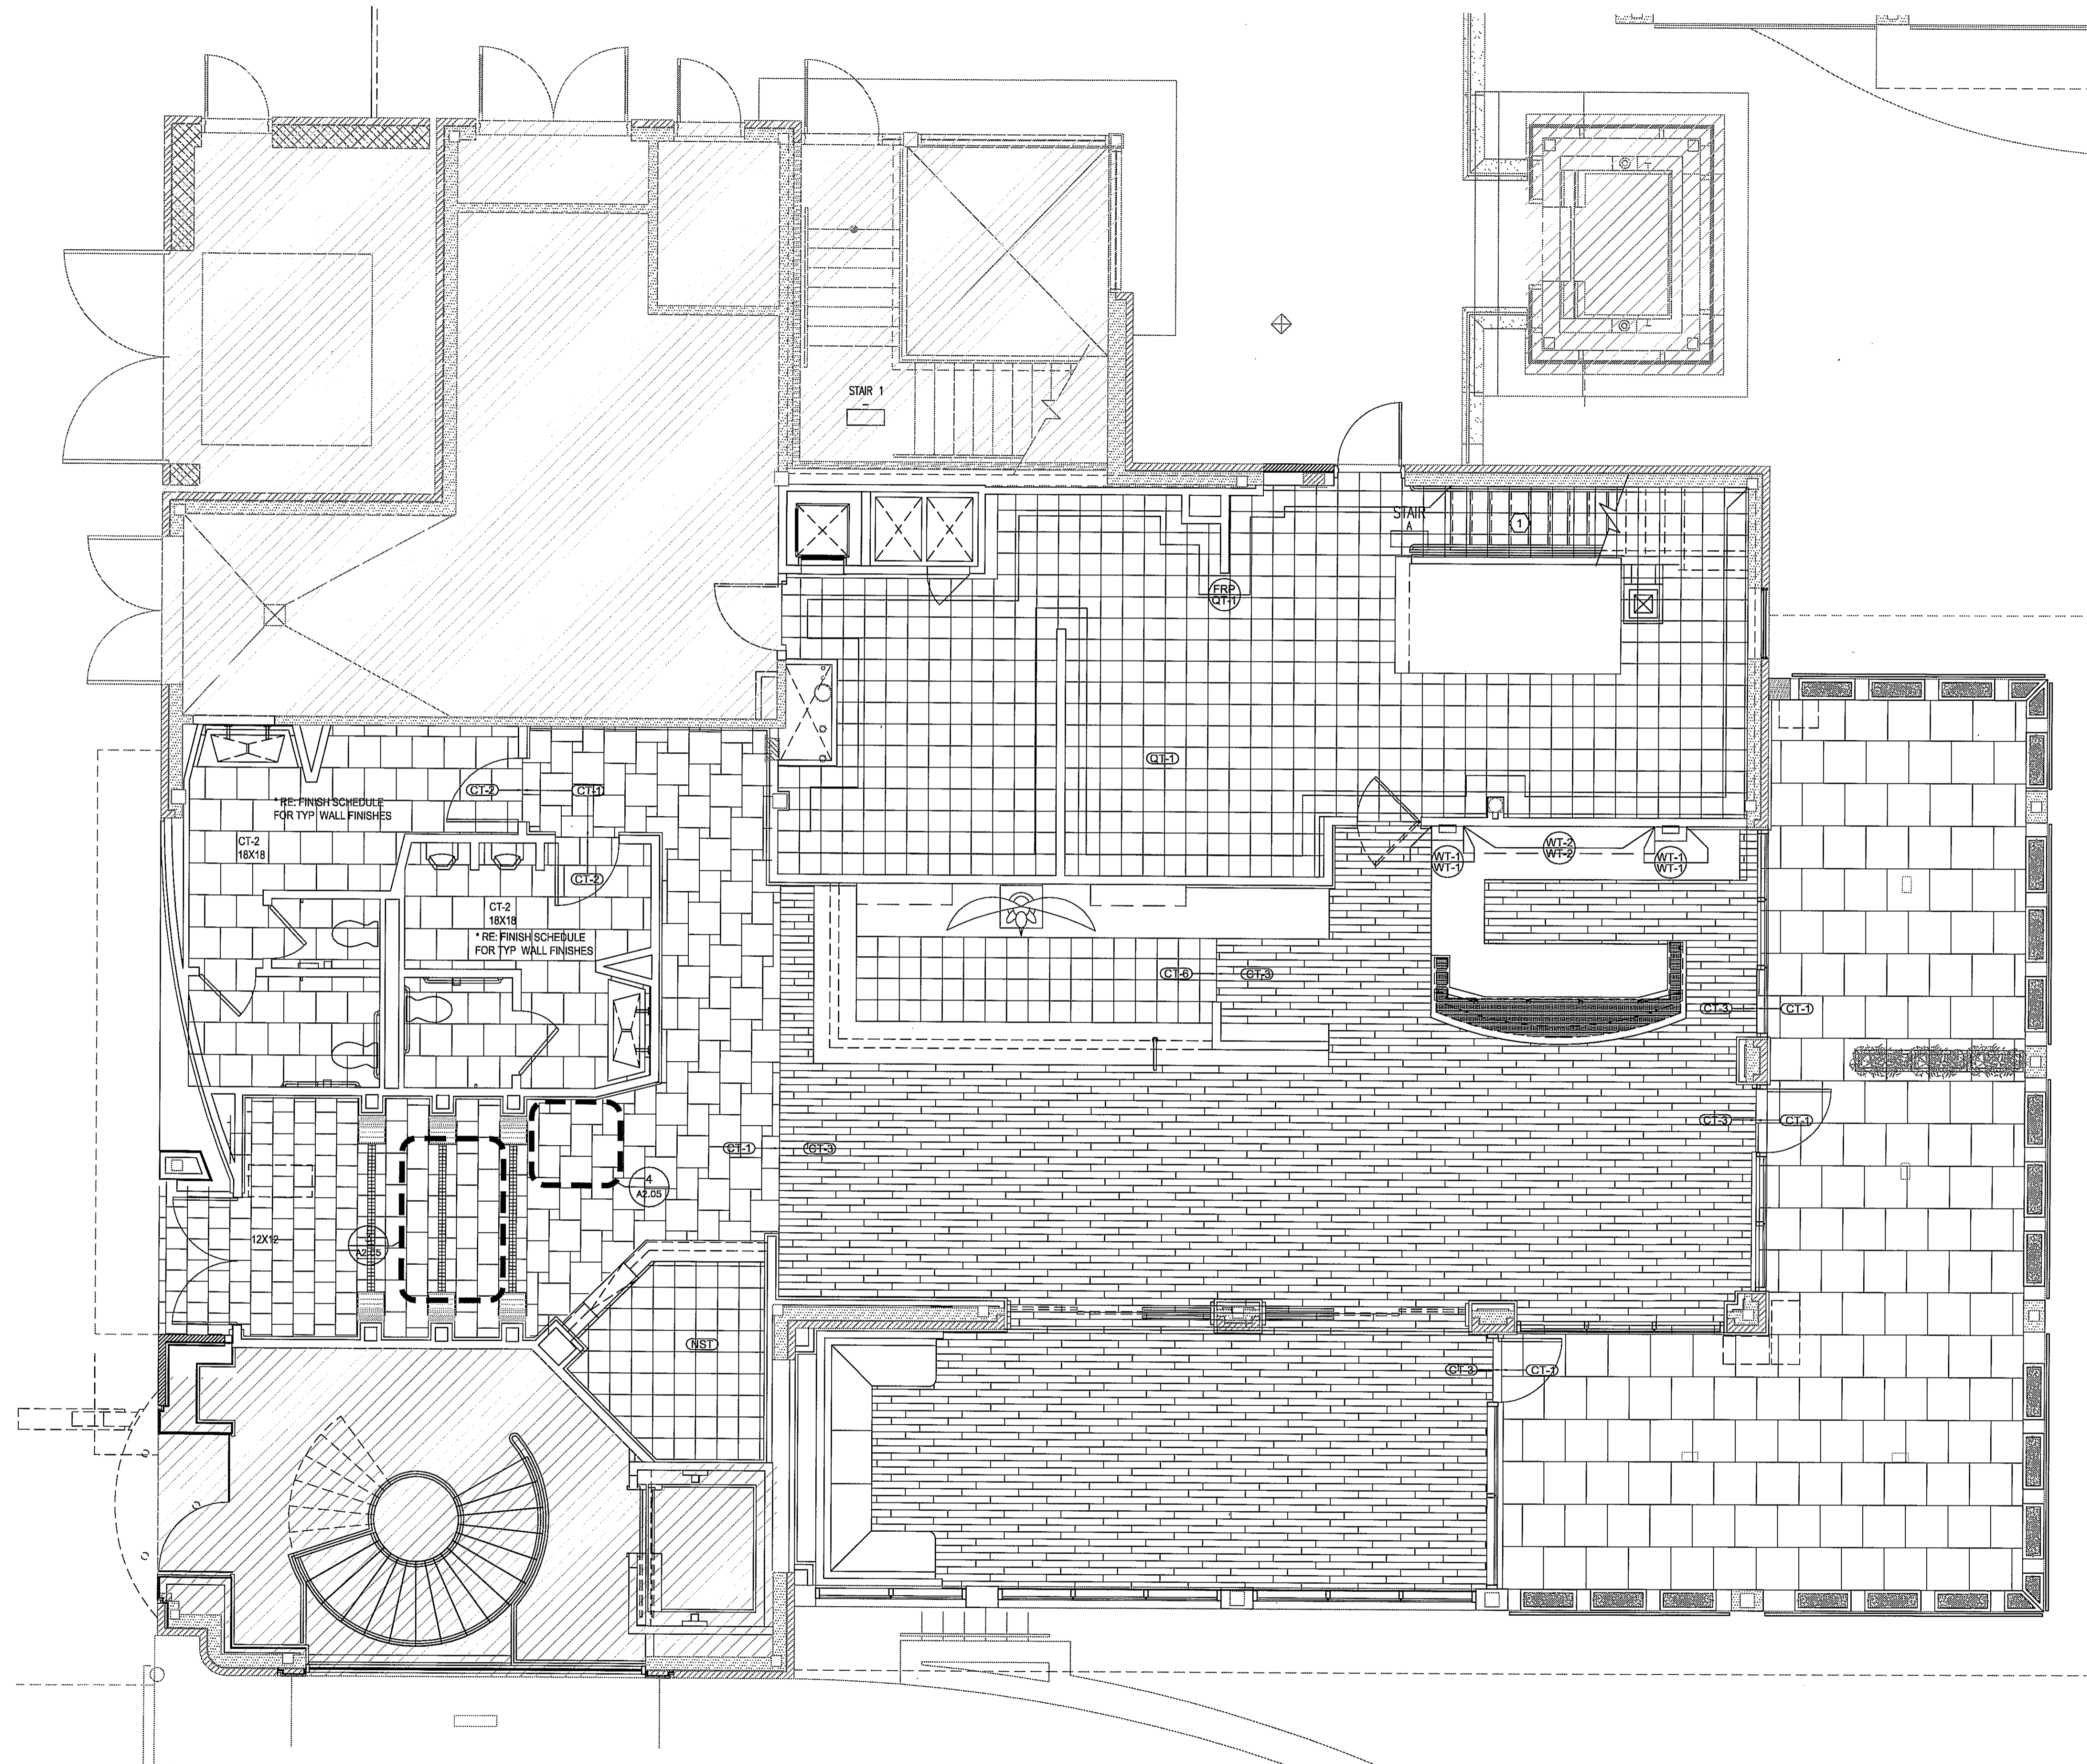 STAIR 1
STAIR
A
1
FRP
QT-1
QT-1
CT-2
CT-1
* RE: FINISH SCHEDULE
FOR TYP WALL FINISHES
CT-2
18X18
CT-2
CT-2
18X18
* RE: FINISH SCHEDULE
FOR TYP WALL FINISHES
WT-1
WT-1
WT-2
WT-2
WT-1
WT-1
CT-6
CT-3
CT-3
CT-1
CT-3
CT-1
CT-1
CT-3
4
A2.05
12X12
A2.05
NST
CT-3
CT-1